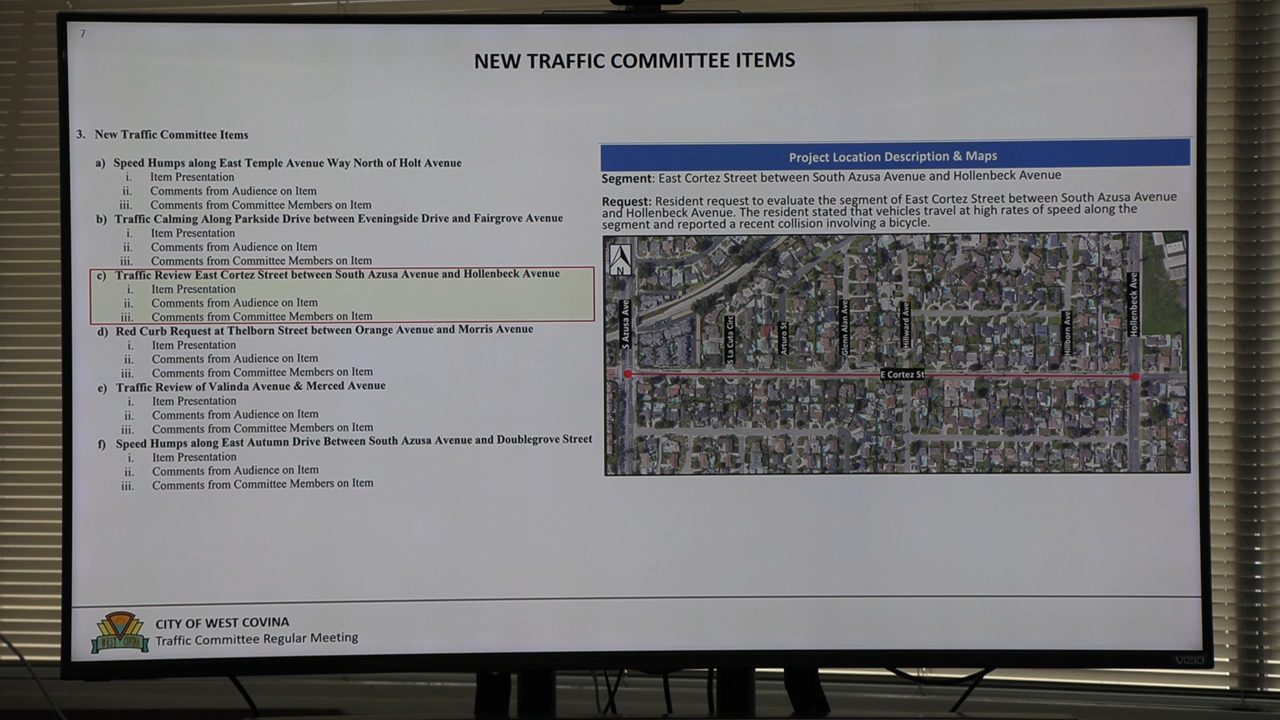 7
NEW TRAFFIC COMMITTEE ITEMS
3. New Traffic Committee Items
a) Speed Humps along East Temple Avenue Way North of Holt Avenue
i. Item Presentation
ii. Comments from Audience on Item
iii. Comments from Committee Members on Item
b) Traffic Calming Along Parkside Drive between Eveningside Drive and Fairgrove Avenue
i. Item Presentation
ii. Comments from Audience on Item
iii. Comments from Committee Members on Item
c) Traffic Review East Cortez Street between South Azusa Avenue and Hollenbeck Avenue
i. Item Presentation
ii. Comments from Audience on Item
iii. Comments from Committee Members on Item
d) Red Curb Request at Thelborn Street between Orange Avenue and Morris Avenue
i. Item Presentation
ii. Comments from Audience on Item
iii. Comments from Committee Members on Item
e) Traffic Review of Valinda Avenue & Merced Avenue
i. Item Presentation
ii. Comments from Audience on Item
iii. Comments from Committee Members on Item
f) Speed Humps along East Autumn Drive Between South Azusa Avenue and Doublegrove Street
i. Item Presentation
ii. Comments from Audience on Item
iii. Comments from Committee Members on Item
Project Location Description & Maps
Segment: East Cortez Street between South Azusa Avenue and Hollenbeck Avenue
Request: Resident request to evaluate the segment of East Cortez Street between South Azusa Avenue
and Hollenbeck Avenue. The resident stated that vehicles travel at high rates of speed along the
segment and reported a recent collision involving a bicycle.
N
S Azusa Ave
S La Cuta Circ
Arturo St
Glenn Alan Ave
Hillward Ave
Hillborn Ave
Hollenbeck Ave
E Cortez St
WEST COVINA
CITY OF WEST COVINA
Traffic Committee Regular Meeting
VIZIO